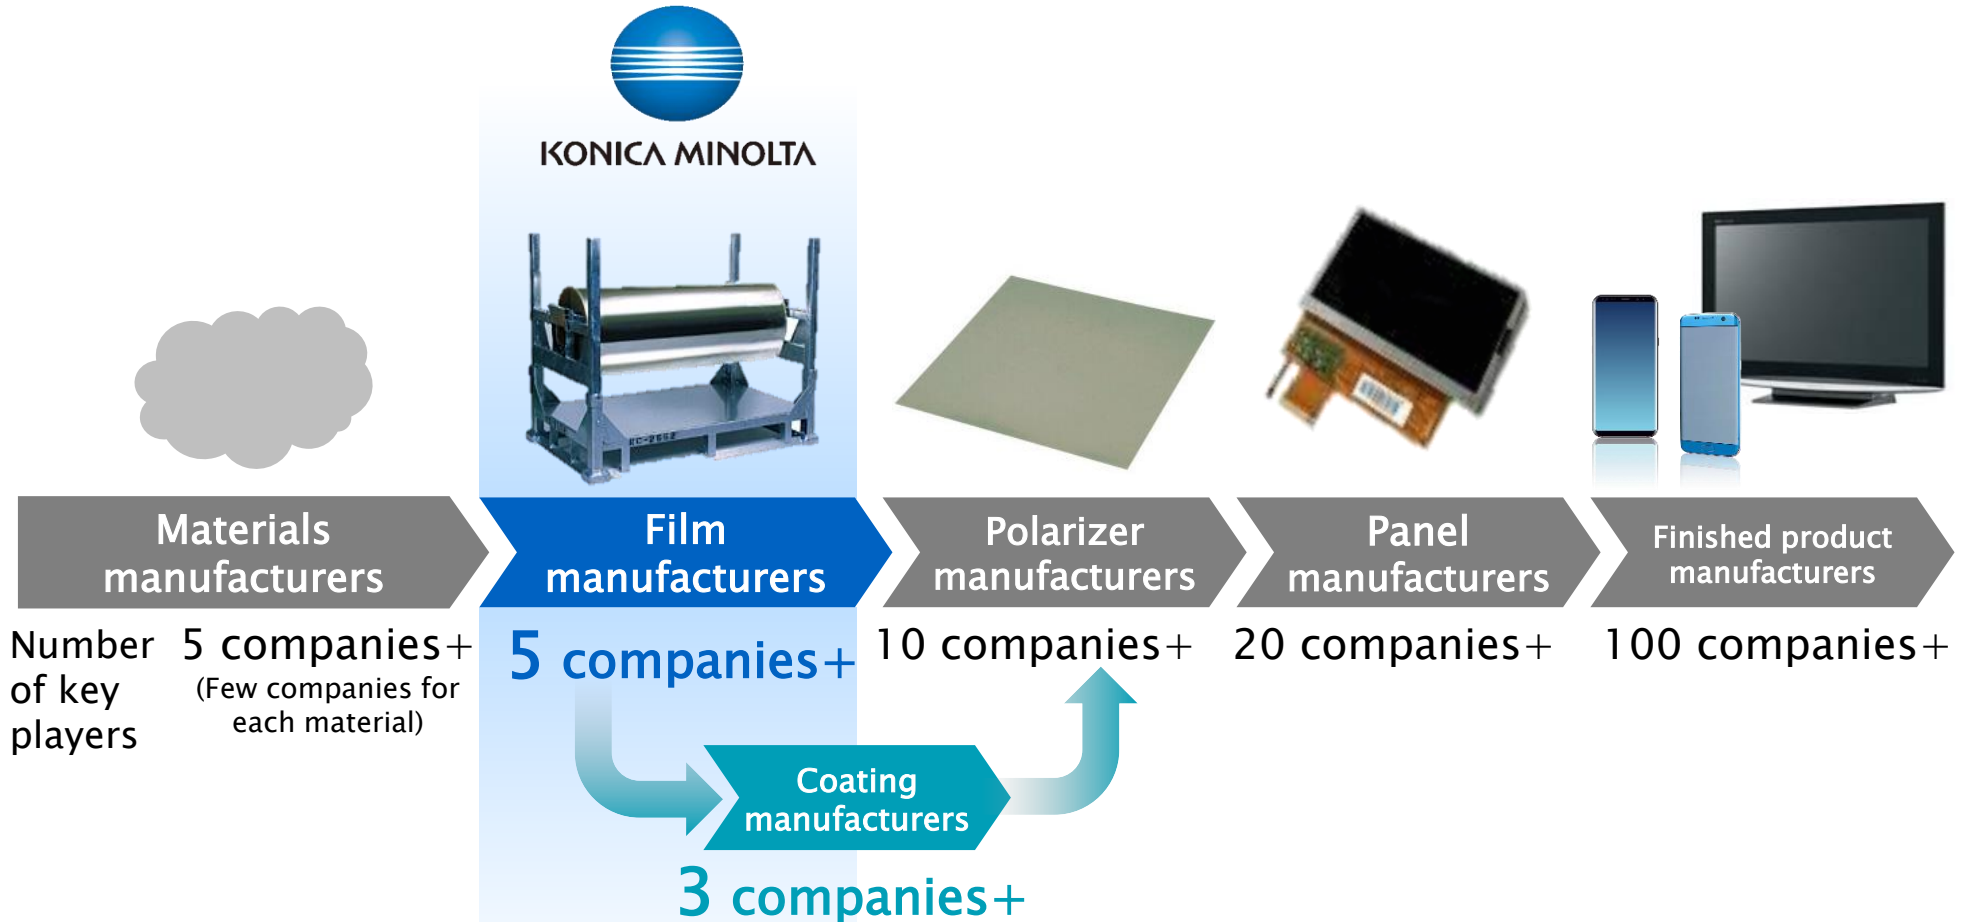 KONICA MINOLTA
Materials
manufacturers
Film
manufacturers
Polarizer
manufacturers
Panel
manufacturers
Finished product
manufacturers
Number
of key
players
5 companies+
(Few companies for
each material)
5 companies+
10 companies+
20 companies+
100 companies+
Coating
manufacturers
3 companies+